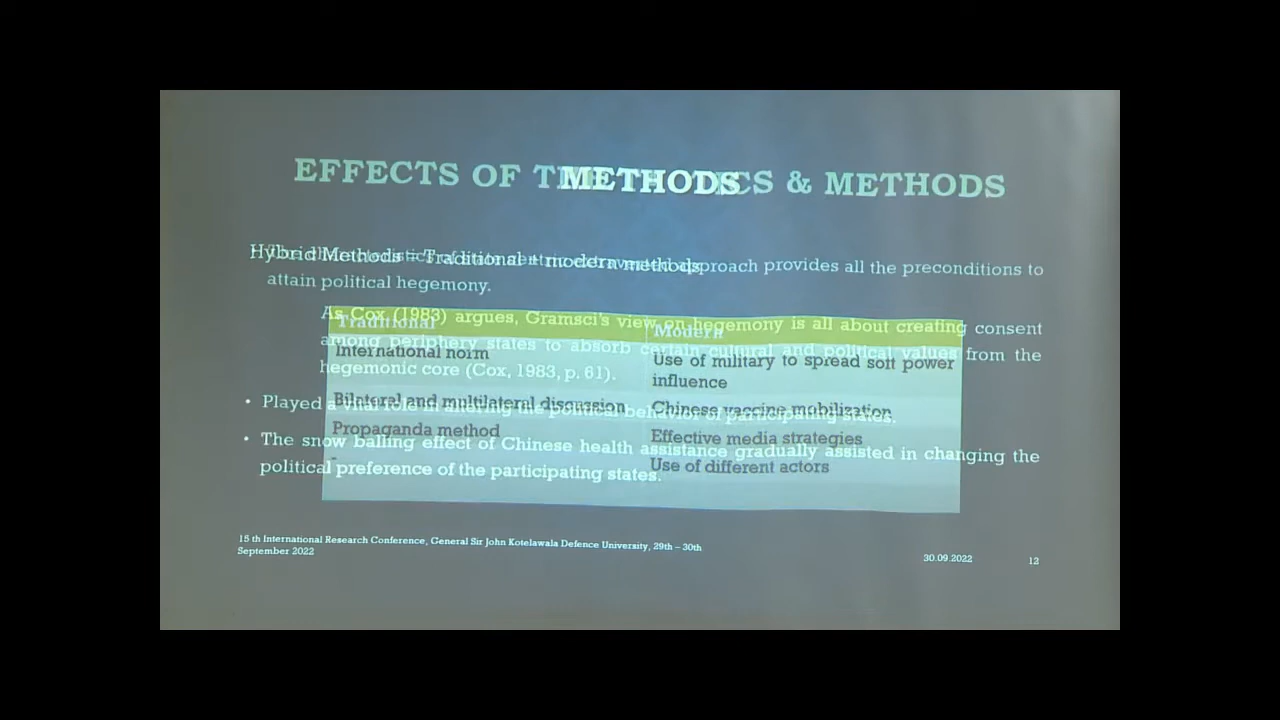 EFFECTS OF & METHODS
METHODS
Hybrid Methods = Traditional + modern methods
approach provides all the preconditions to
attain political hegemony.
As Cox (1983) argues, Gramsci's view on hegemony is all about creating consent
among periphery states to absorb certain cultural and political values from the
hegemonic core (Cox, 1983, p. 61).
• Played a vital role in altering the political behavior of participating states.
• The snow balling effect of Chinese health assistance gradually assisted in changing the
political preference of the participating states.
Traditional Modern
International norm Use of military to spread soft power
influence
Bilateral and multilateral discussion Chinese vaccine mobilization
Propaganda method Effective media strategies
- Use of different actors
15 th International Research Conference, General Sir John Kotelawala Defence University, 29th – 30th
September 2022
30.09.2022 12